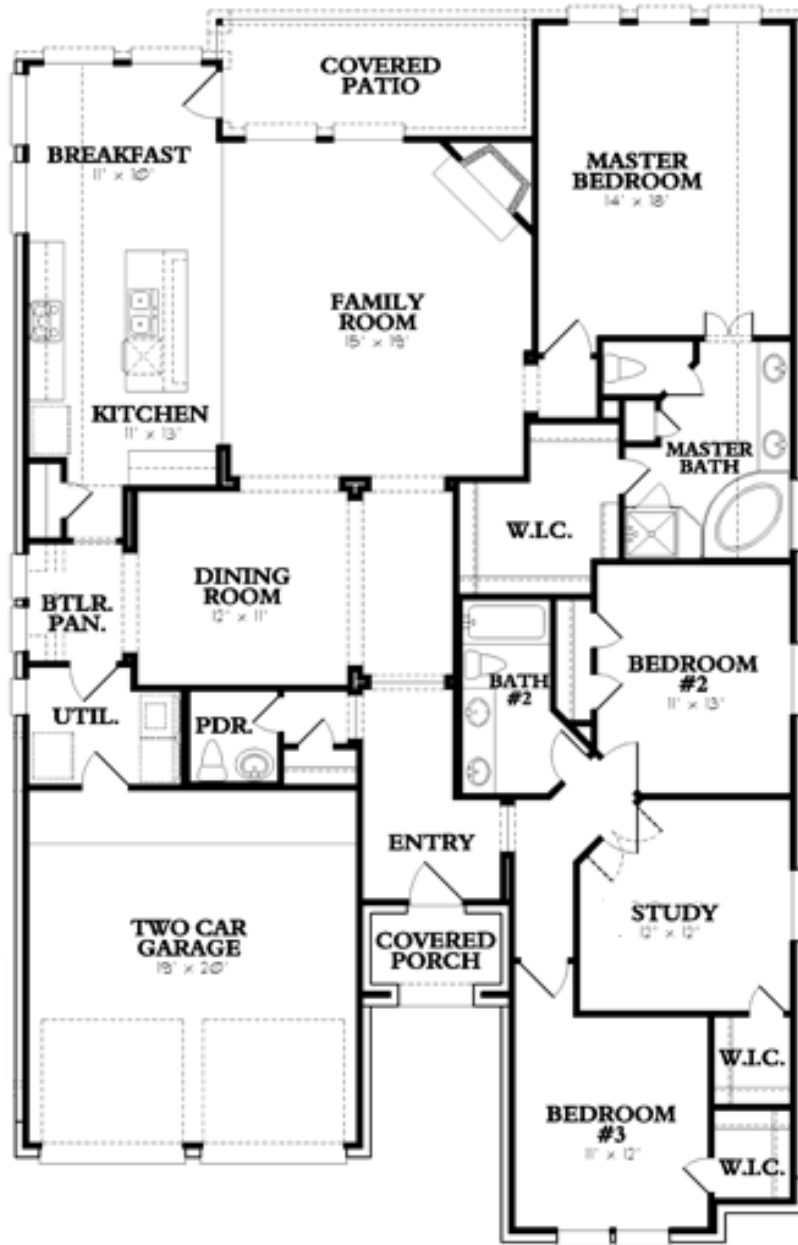 COVERED
PATIO
BREAKFAST
11' x 10'
MASTER
BEDROOM
14' x 18'
FAMILY
ROOM
KITCHEN
11' x 13'
MASTER
BATH
W.I.C.
DINING
ROOM
12' x 11'
BTLR.
PAN.
BEDROOM
#2
11' x 13'
BATH
#2
UTIL.
PDR.
ENTRY
STUDY
12' x 12'
TWO CAR
GARAGE
COVERED
PORCH
W.I.C.
BEDROOM
#3
11' x 12'
W.I.C.